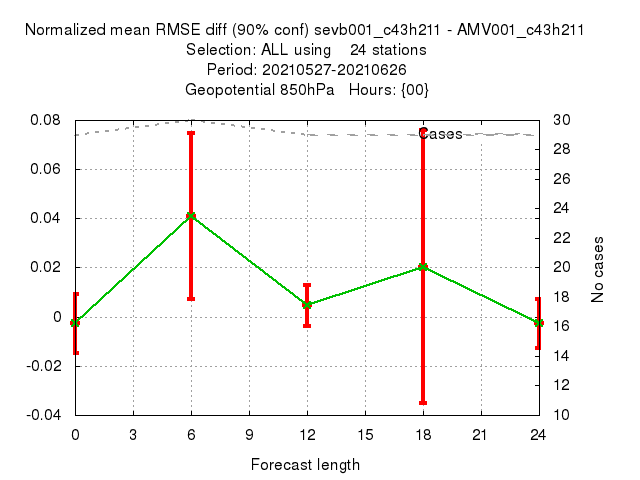 Normalized mean RMSE diff (90% conf) sevb001_c43h211 - AMV001_c43h211
Selection: ALL using    24 stations
Period: 20210527-20210626
Geopotential 850hPa   Hours: {00}
0.08
0.06
0.04
0.02
0
-0.02
-0.04
Cases
30
28
26
24
22
20
18
16
14
12
10
No cases
0 3 6 9 12 15 18 21 24
Forecast length